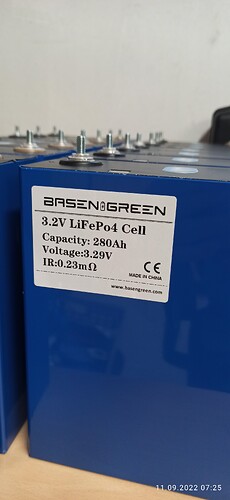 BASENGREEN
3.2V LiFePo4 Cell
Capacity: 280Ah
Voltage:3.29V
IR:0.23mΩ
CE
MADE IN CHINA
www.basengreen.com
11.09.2022 07:25